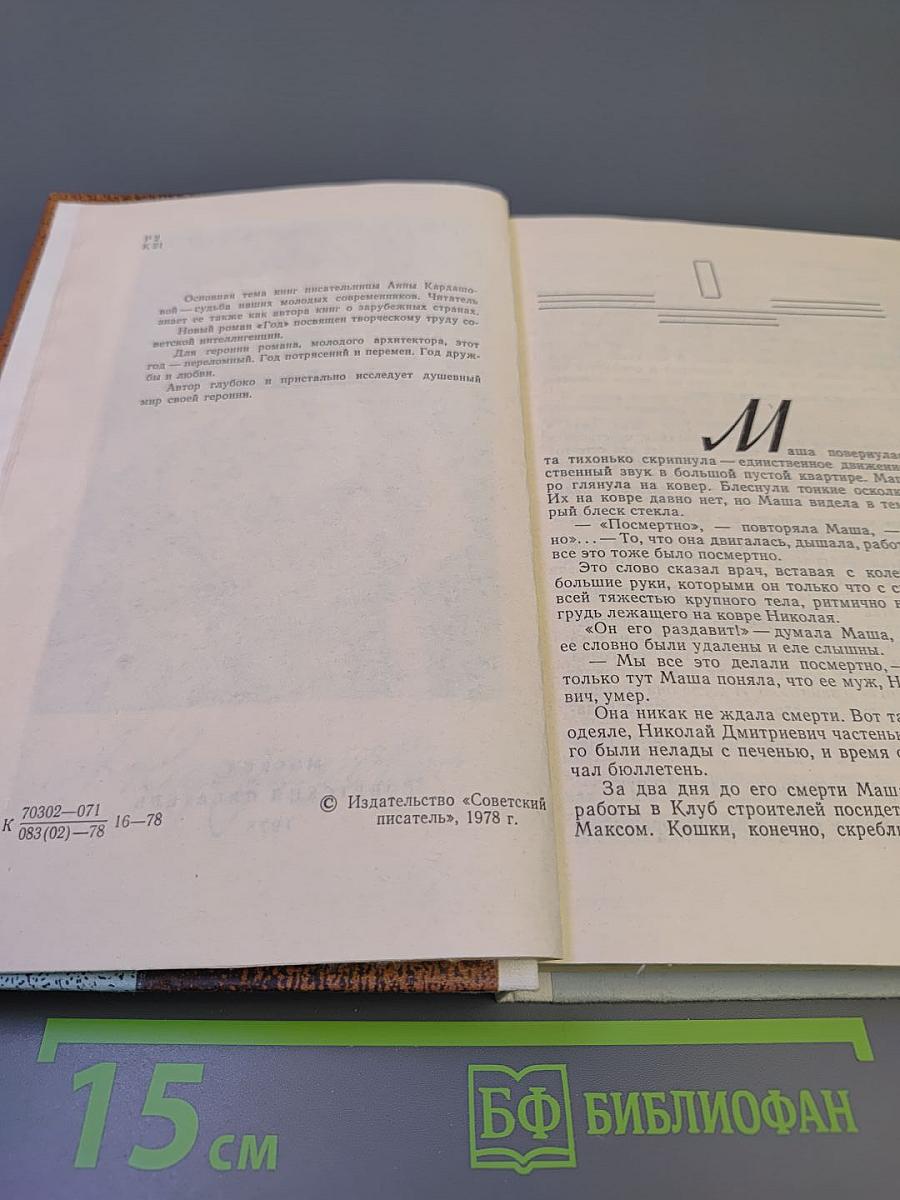 Р2
К 21
Основная тема книг писательницы Анны Кардашо-
вой — судьба наших молодых современников. Читатель
знает ее также как автора книг о зарубежных странах.
Новый роман «Год» посвящен творческому труду со-
ветской интеллигенции.
Для героини романа, молодого архитектора, этот
год — переломный. Год потрясений и перемен. Год друж-
бы и любви.
Автор глубоко и пристально исследует душевный
мир своей героини.
К 70302—071
083(02)—78 16—78
© Издательство «Советский
писатель», 1978 г.
Маша повернулас
та тихонько скрипнула — единственное движени
ственный звук в большой пустой квартире. Маш
ро глянула на ковер. Блеснули тонкие осколк
Их на ковре давно нет, но Маша видела в тем
рый блеск стекла.
— «Посмертно», — повторяла Маша, —
но»... — То, что она двигалась, дышала, работ
все это тоже было посмертно.
Это слово сказал врач, вставая с коле
большие руки, которыми он только что с с
всей тяжестью крупного тела, ритмично н
грудь лежащего на ковре Николая.
«Он его раздавит!» — думала Маша,
ее словно были удалены и еле слышны.
— Мы все это делали посмертно, —
только тут Маша поняла, что ее муж, Н
вич, умер.
Она никак не ждала смерти. Вот та
одеяле, Николай Дмитриевич частеньк
го были нелады с печенью, и время о
чал бюллетень.
За два дня до его смерти Маш
работы в Клуб строителей посидет
Максом. Кошки, конечно, скребли
15 см
БФ БИБЛИОФАН